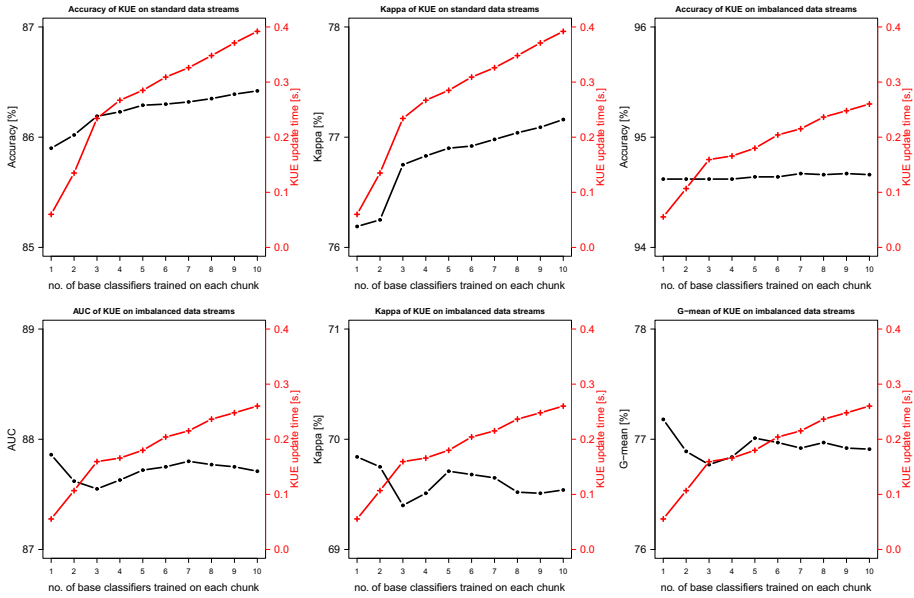 Accuracy of KUE on standard data streams
87
86
85
Accuracy [%]
0.4
0.3
0.2
0.1
0.0
KUE update time [s.]
1 2 3 4 5 6 7 8 9 10
no. of base classifiers trained on each chunk
Kappa of KUE on standard data streams
78
77
76
Kappa [%]
0.4
0.3
0.2
0.1
0.0
KUE update time [s.]
1 2 3 4 5 6 7 8 9 10
no. of base classifiers trained on each chunk
Accuracy of KUE on imbalanced data streams
96
95
94
Accuracy [%]
0.4
0.3
0.2
0.1
0.0
KUE update time [s.]
1 2 3 4 5 6 7 8 9 10
no. of base classifiers trained on each chunk
AUC of KUE on imbalanced data streams
89
88
87
AUC
0.4
0.3
0.2
0.1
0.0
KUE update time [s.]
1 2 3 4 5 6 7 8 9 10
no. of base classifiers trained on each chunk
Kappa of KUE on imbalanced data streams
71
70
69
Kappa [%]
0.4
0.3
0.2
0.1
0.0
KUE update time [s.]
1 2 3 4 5 6 7 8 9 10
no. of base classifiers trained on each chunk
G−mean of KUE on imbalanced data streams
78
77
76
G−mean [%]
0.4
0.3
0.2
0.1
0.0
KUE update time [s.]
1 2 3 4 5 6 7 8 9 10
no. of base classifiers trained on each chunk